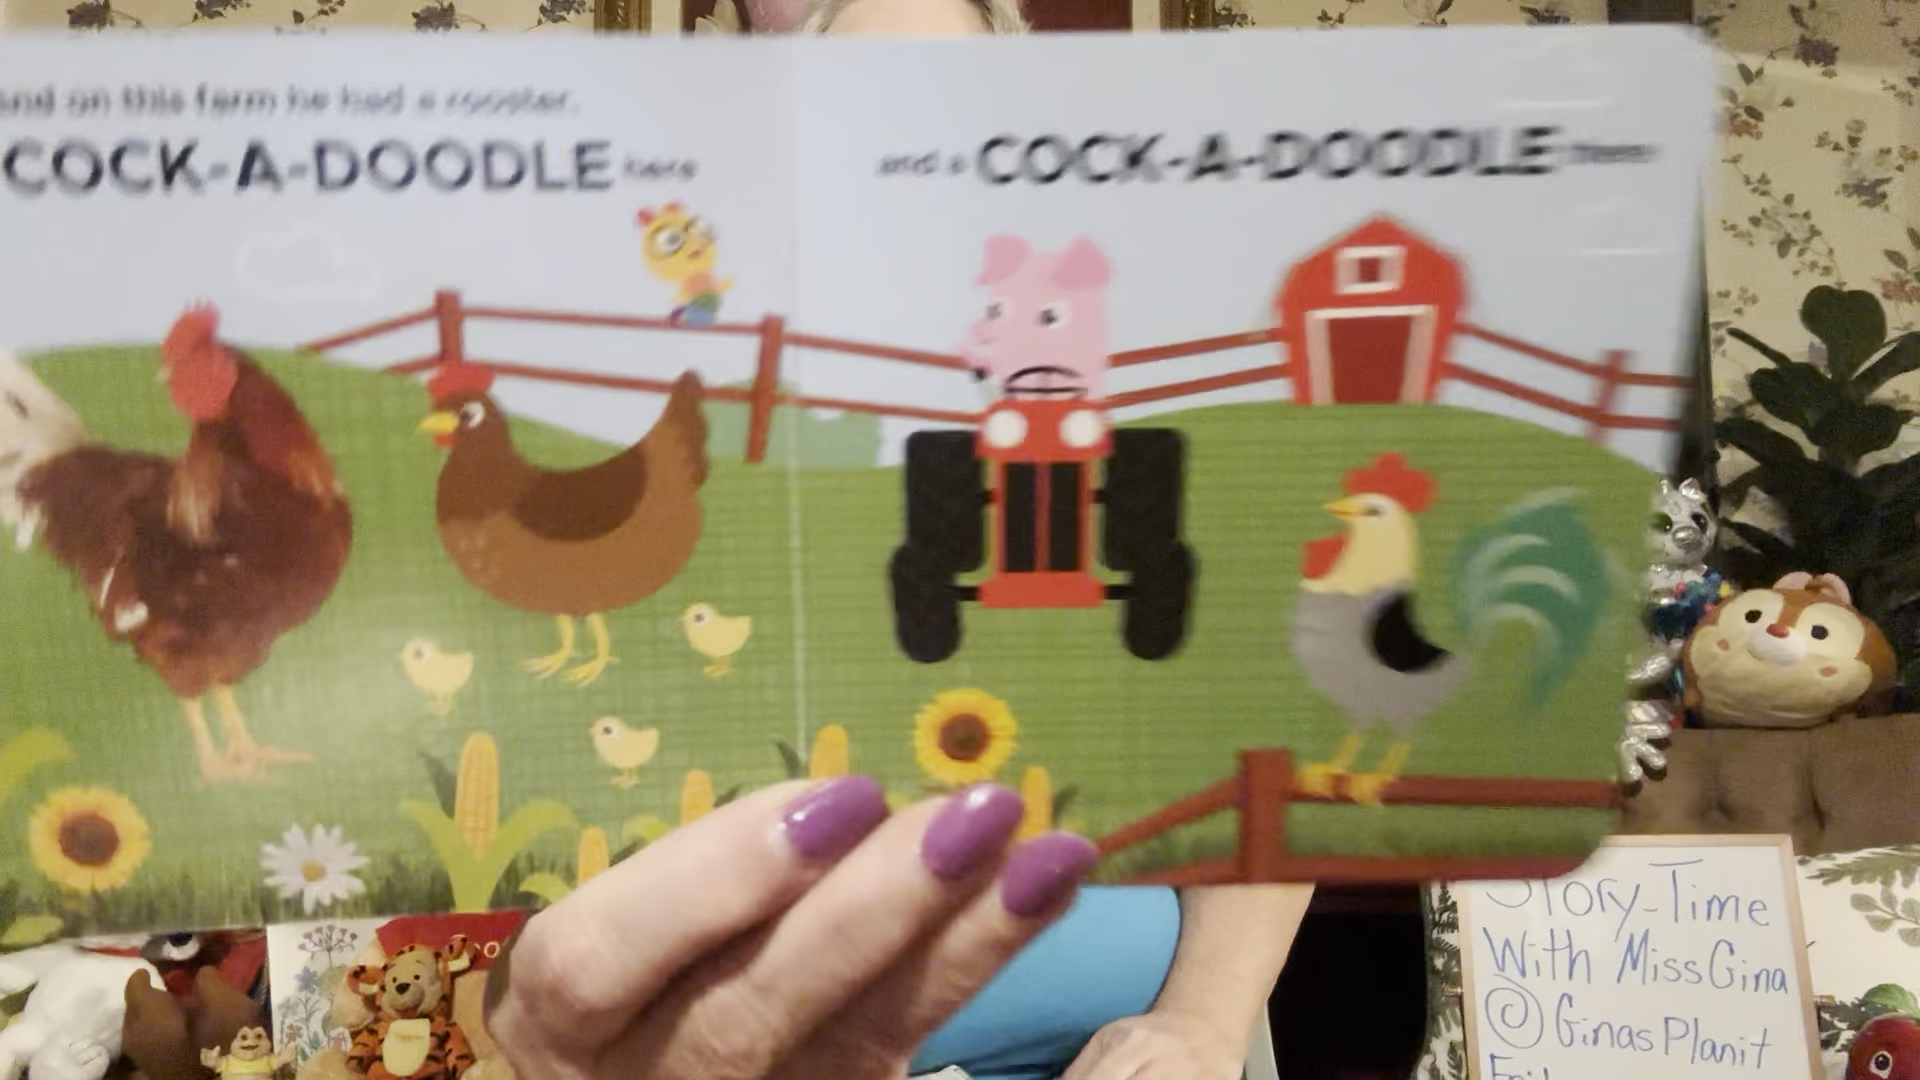 and on this farm he had a rooster.
COCK-A-DOODLE here
and a COCK-A-DOODLE there
Story-Time
With Miss Gina
@GinasPlanit